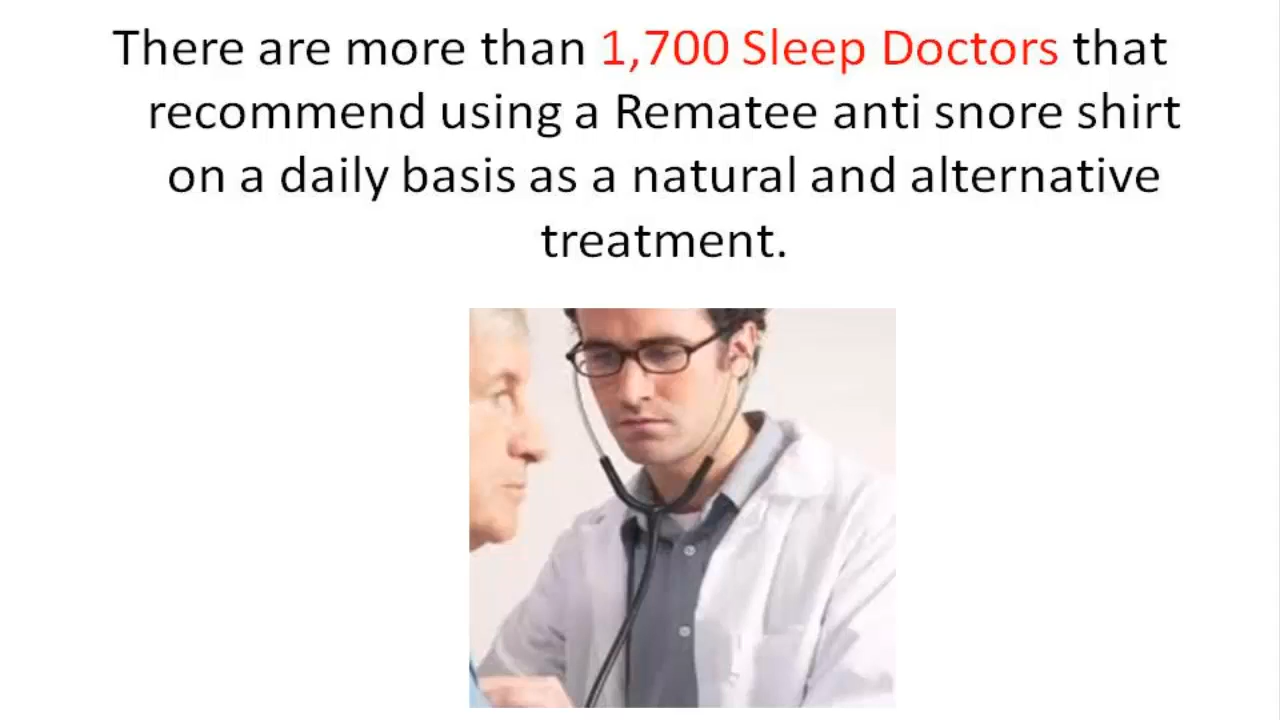 There are more than 1,700 Sleep Doctors that
recommend using a Rematee anti snore shirt
on a daily basis as a natural and alternative
treatment.